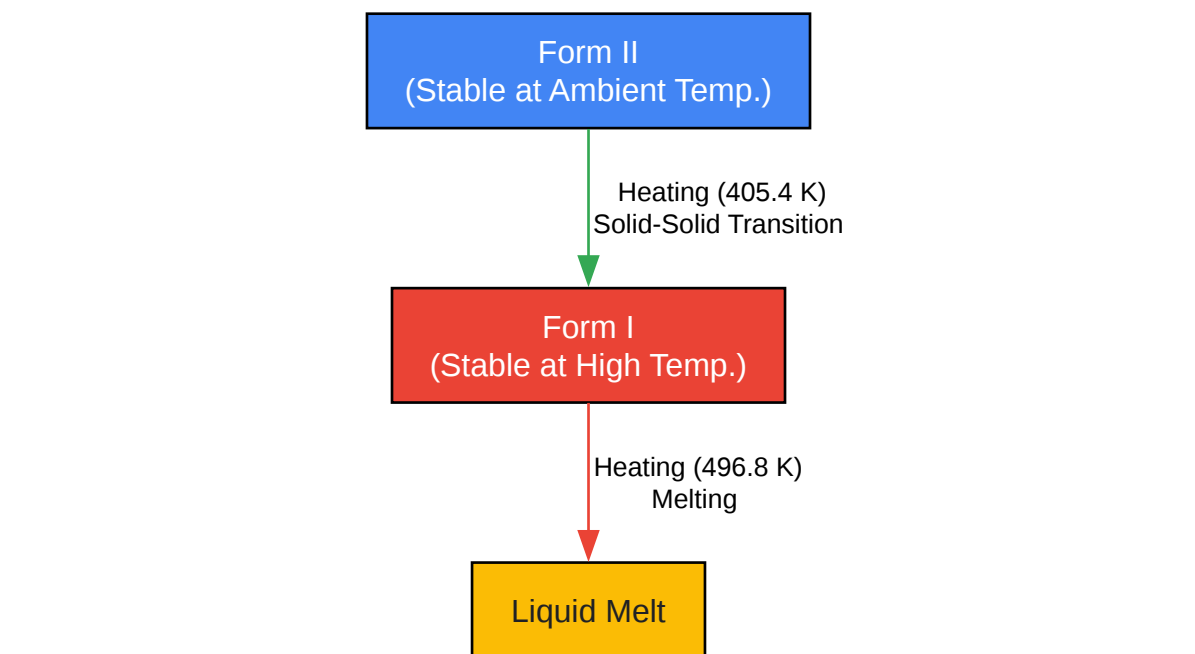 Form II
(Stable at Ambient Temp.)
Heating (405.4 K)
Solid-Solid Transition
Form I
(Stable at High Temp.)
Heating (496.8 K)
Melting
Liquid Melt